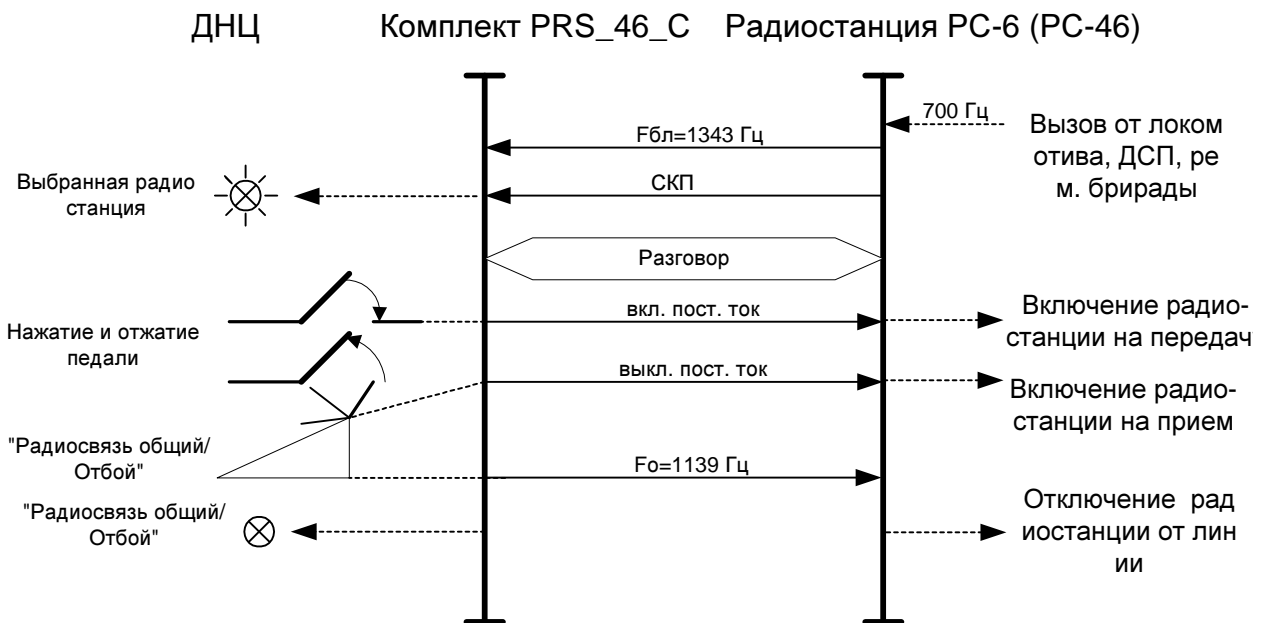 ДНЦ
Комплект PRS_46_C
Радиостанция РС-6 (РС-46)
700 Гц
Вызов от локом
отива, ДСП, ре
м. брирады
Fбл=1343 Гц
СКП
Выбранная радио
станция
Разговор
Нажатие и отжатие
педали
вкл. пост. ток
Включение радио-
станции на передач
выкл. пост. ток
Включение радио-
станции на прием
"Радиосвязь общий/
Отбой"
Fo=1139 Гц
"Радиосвязь общий/
Отбой"
Отключение рад
иостанции от лин
ии